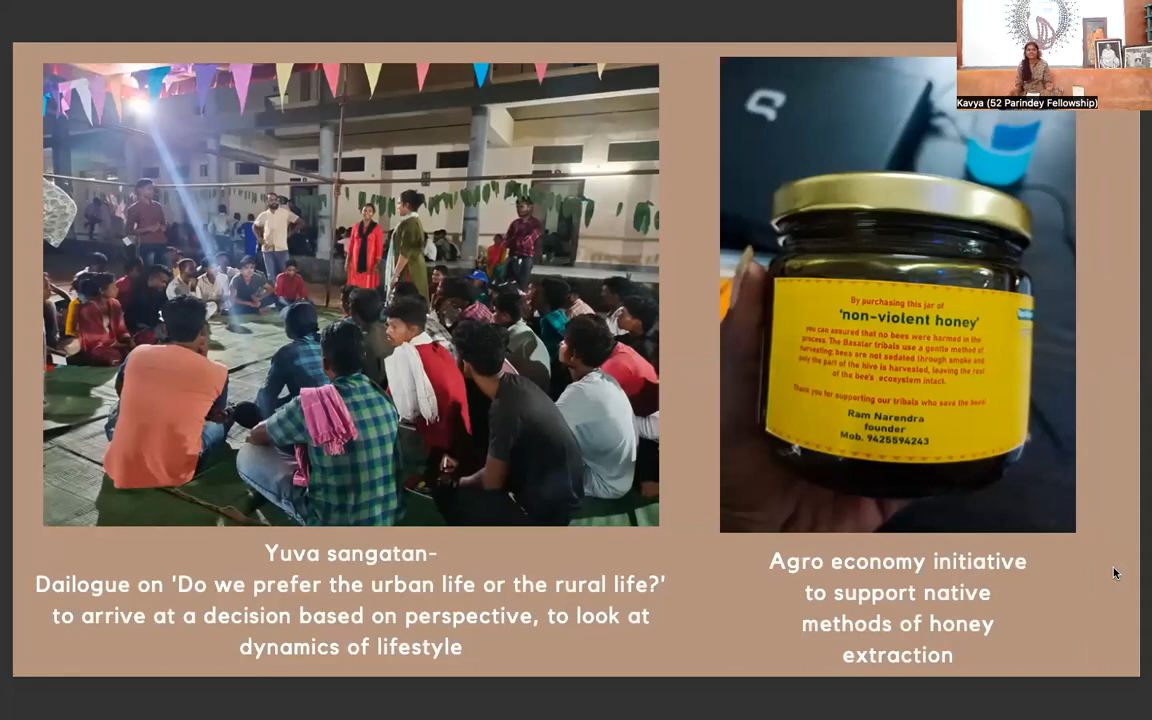 Kavya (52 Parindey Fellowship)
By purchasing this jar of
'non-violent honey'
you can assured that no bees were harmed in the
process. The Basatar tribals use a gentle method of
harvesting; bees are not sedated through smoke and
only the part of the hive is harvested, leaving the rest
of the bee's ecosystem intact.
Thank you for supporting our tribals who save the bees
Ram Narendra
founder
Mob. 9425594243
Yuva sangatan-
Dailogue on 'Do we prefer the urban life or the rural life?'
to arrive at a decision based on perspective, to look at
dynamics of lifestyle
Agro economy initiative
to support native
methods of honey
extraction